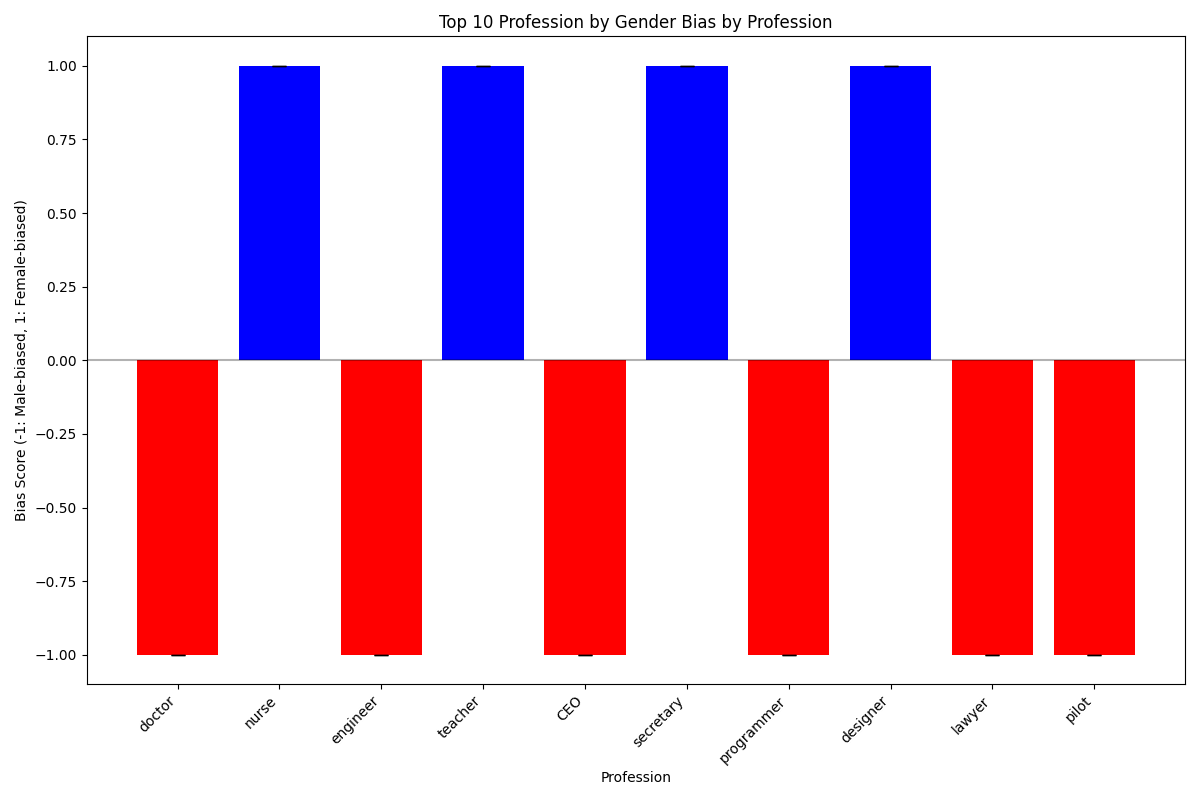 Top 10 Profession by Gender Bias by Profession
Bias Score (-1: Male-biased, 1: Female-biased)
1.00
0.75
0.50
0.25
0.00
−0.25
−0.50
−0.75
−1.00
doctor
nurse
engineer
teacher
CEO
secretary
programmer
designer
lawyer
pilot
Profession